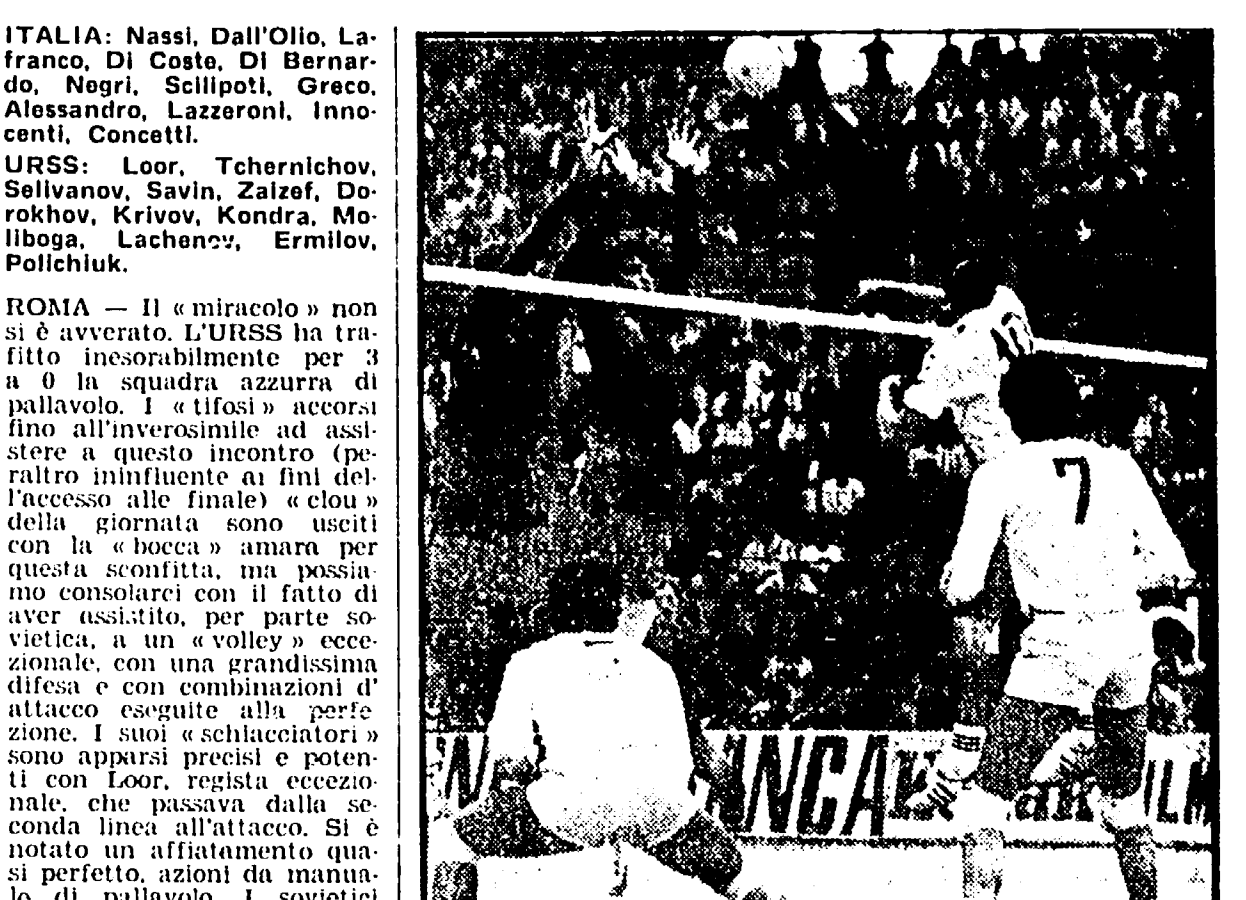 ITALIA: Nassi, Dall'Olio, La-
franco, Di Coste, Di Bernar-
do, Negri, Scilipoti, Greco,
Alessandro, Lazzeroni, Inno-
centi, Concetti.
URSS: Loor, Tchernichov,
Selivanov, Savin, Zaizef, Do-
rokhov, Krivov, Kondra, Mo-
liboga, Lachenov, Ermilov,
Polichiuk.
ROMA — Il « miracolo » non
si è avverato. L'URSS ha tra-
fitto inesorabilmente per 3
a 0 la squadra azzurra di
pallavolo. I « tifosi » accorsi
fino all'inverosimile ad assi-
stere a questo incontro (pe-
raltro ininfluente ai fini del-
l'accesso alle finale) « clou »
della giornata sono usciti
con la « bocca » amara per
questa sconfitta, ma possia-
mo consolarci con il fatto di
aver assistito, per parte so-
vietica, a un « volley » ecce-
zionale, con una grandissima
difesa e con combinazioni d'
attacco eseguite alla perfe
zione. I suoi « schiacciatori »
sono apparsi precisi e poten-
ti con Loor, regista eccezio-
nale, che passava dalla se-
conda linea all'attacco. Si è
notato un affiatamento qua-
si perfetto, azioni da manua-
le di pallavolo. I sovietici
7
ANCA
ILM